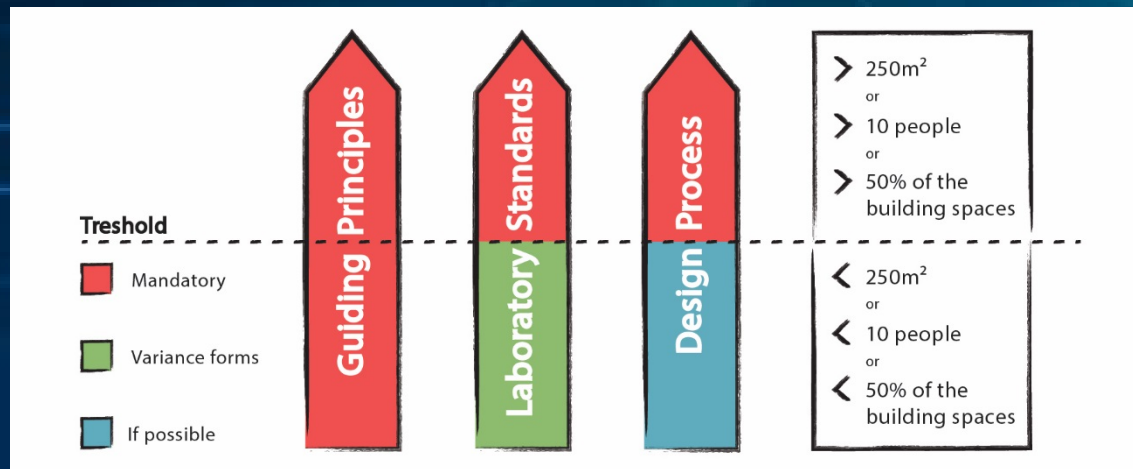 Guiding Principles
Laboratory Standards
Design Process
> 250m²
or
> 10 people
or
> 50% of the
building spaces
Treshold
Mandatory
Variance forms
If possible
< 250m²
or
< 10 people
or
< 50% of the
building spaces